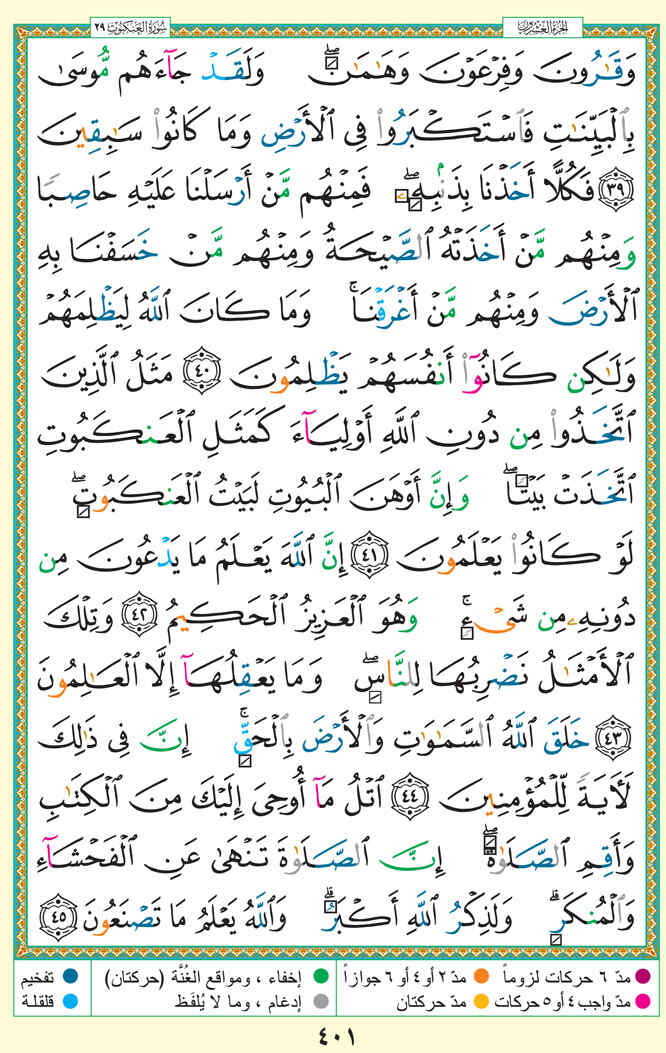 الجزء العشرون
سورة العنكبوت ٢٩
وَقَٰرُونَ وَفِرْعَوْنَ وَهَٰمَٰنَ ۖ وَلَقَدْ جَآءَهُم مُّوسَىٰ
بِٱلْبَيِّنَٰتِ فَٱسْتَكْبَرُوا۟ فِى ٱلْأَرْضِ وَمَا كَانُوا۟ سَٰبِقِينَ
﴿٣٩﴾ فَكُلًّا أَخَذْنَا بِذَنۢبِهِۦ ۖ فَمِنْهُم مَّنْ أَرْسَلْنَا عَلَيْهِ حَاصِبًا
وَمِنْهُم مَّنْ أَخَذَتْهُ ٱلصَّيْحَةُ وَمِنْهُم مَّنْ خَسَفْنَا بِهِ
ٱلْأَرْضَ وَمِنْهُم مَّنْ أَغْرَقْنَا ۚ وَمَا كَانَ ٱللَّهُ لِيَظْلِمَهُمْ
وَلَٰكِن كَانُوٓا۟ أَنفُسَهُمْ يَظْلِمُونَ ﴿٤٠﴾ مَثَلُ ٱلَّذِينَ
ٱتَّخَذُوا۟ مِن دُونِ ٱللَّهِ أَوْلِيَآءَ كَمَثَلِ ٱلْعَنكَبُوتِ
ٱتَّخَذَتْ بَيْتًا ۖ وَإِنَّ أَوْهَنَ ٱلْبُيُوتِ لَبَيْتُ ٱلْعَنكَبُوتِ ۖ
لَوْ كَانُوا۟ يَعْلَمُونَ ﴿٤١﴾ إِنَّ ٱللَّهَ يَعْلَمُ مَا يَدْعُونَ مِن
دُونِهِۦ مِن شَىْءٍ ۚ وَهُوَ ٱلْعَزِيزُ ٱلْحَكِيمُ ﴿٤٢﴾ وَتِلْكَ
ٱلْأَمْثَٰلُ نَضْرِبُهَا لِلنَّاسِ ۖ وَمَا يَعْقِلُهَآ إِلَّا ٱلْعَٰلِمُونَ
﴿٤٣﴾ خَلَقَ ٱللَّهُ ٱلسَّمَٰوَٰتِ وَٱلْأَرْضَ بِٱلْحَقِّ ۚ إِنَّ فِى ذَٰلِكَ
لَءَايَةً لِّلْمُؤْمِنِينَ ﴿٤٤﴾ ٱتْلُ مَآ أُوحِىَ إِلَيْكَ مِنَ ٱلْكِتَٰبِ
وَأَقِمِ ٱلصَّلَوٰةَ ۖ إِنَّ ٱلصَّلَوٰةَ تَنْهَىٰ عَنِ ٱلْفَحْشَآءِ
وَٱلْمُنكَرِ ۗ وَلَذِكْرُ ٱللَّهِ أَكْبَرُ ۗ وَٱللَّهُ يَعْلَمُ مَا تَصْنَعُونَ ﴿٤٥﴾
مدّ ٦ حركات لزوماً ● مدّ ٢ أو ٤ أو ٦ جوازاً ● إخفاء ، ومواقع الغُنَّة (حركتان) ● تفخيم
مدّ واجب ٤ أو ٥ حركات ● مدّ حركتان ● إدغام ، وما لا يُلفَظ ● قلقلة
٤٠١